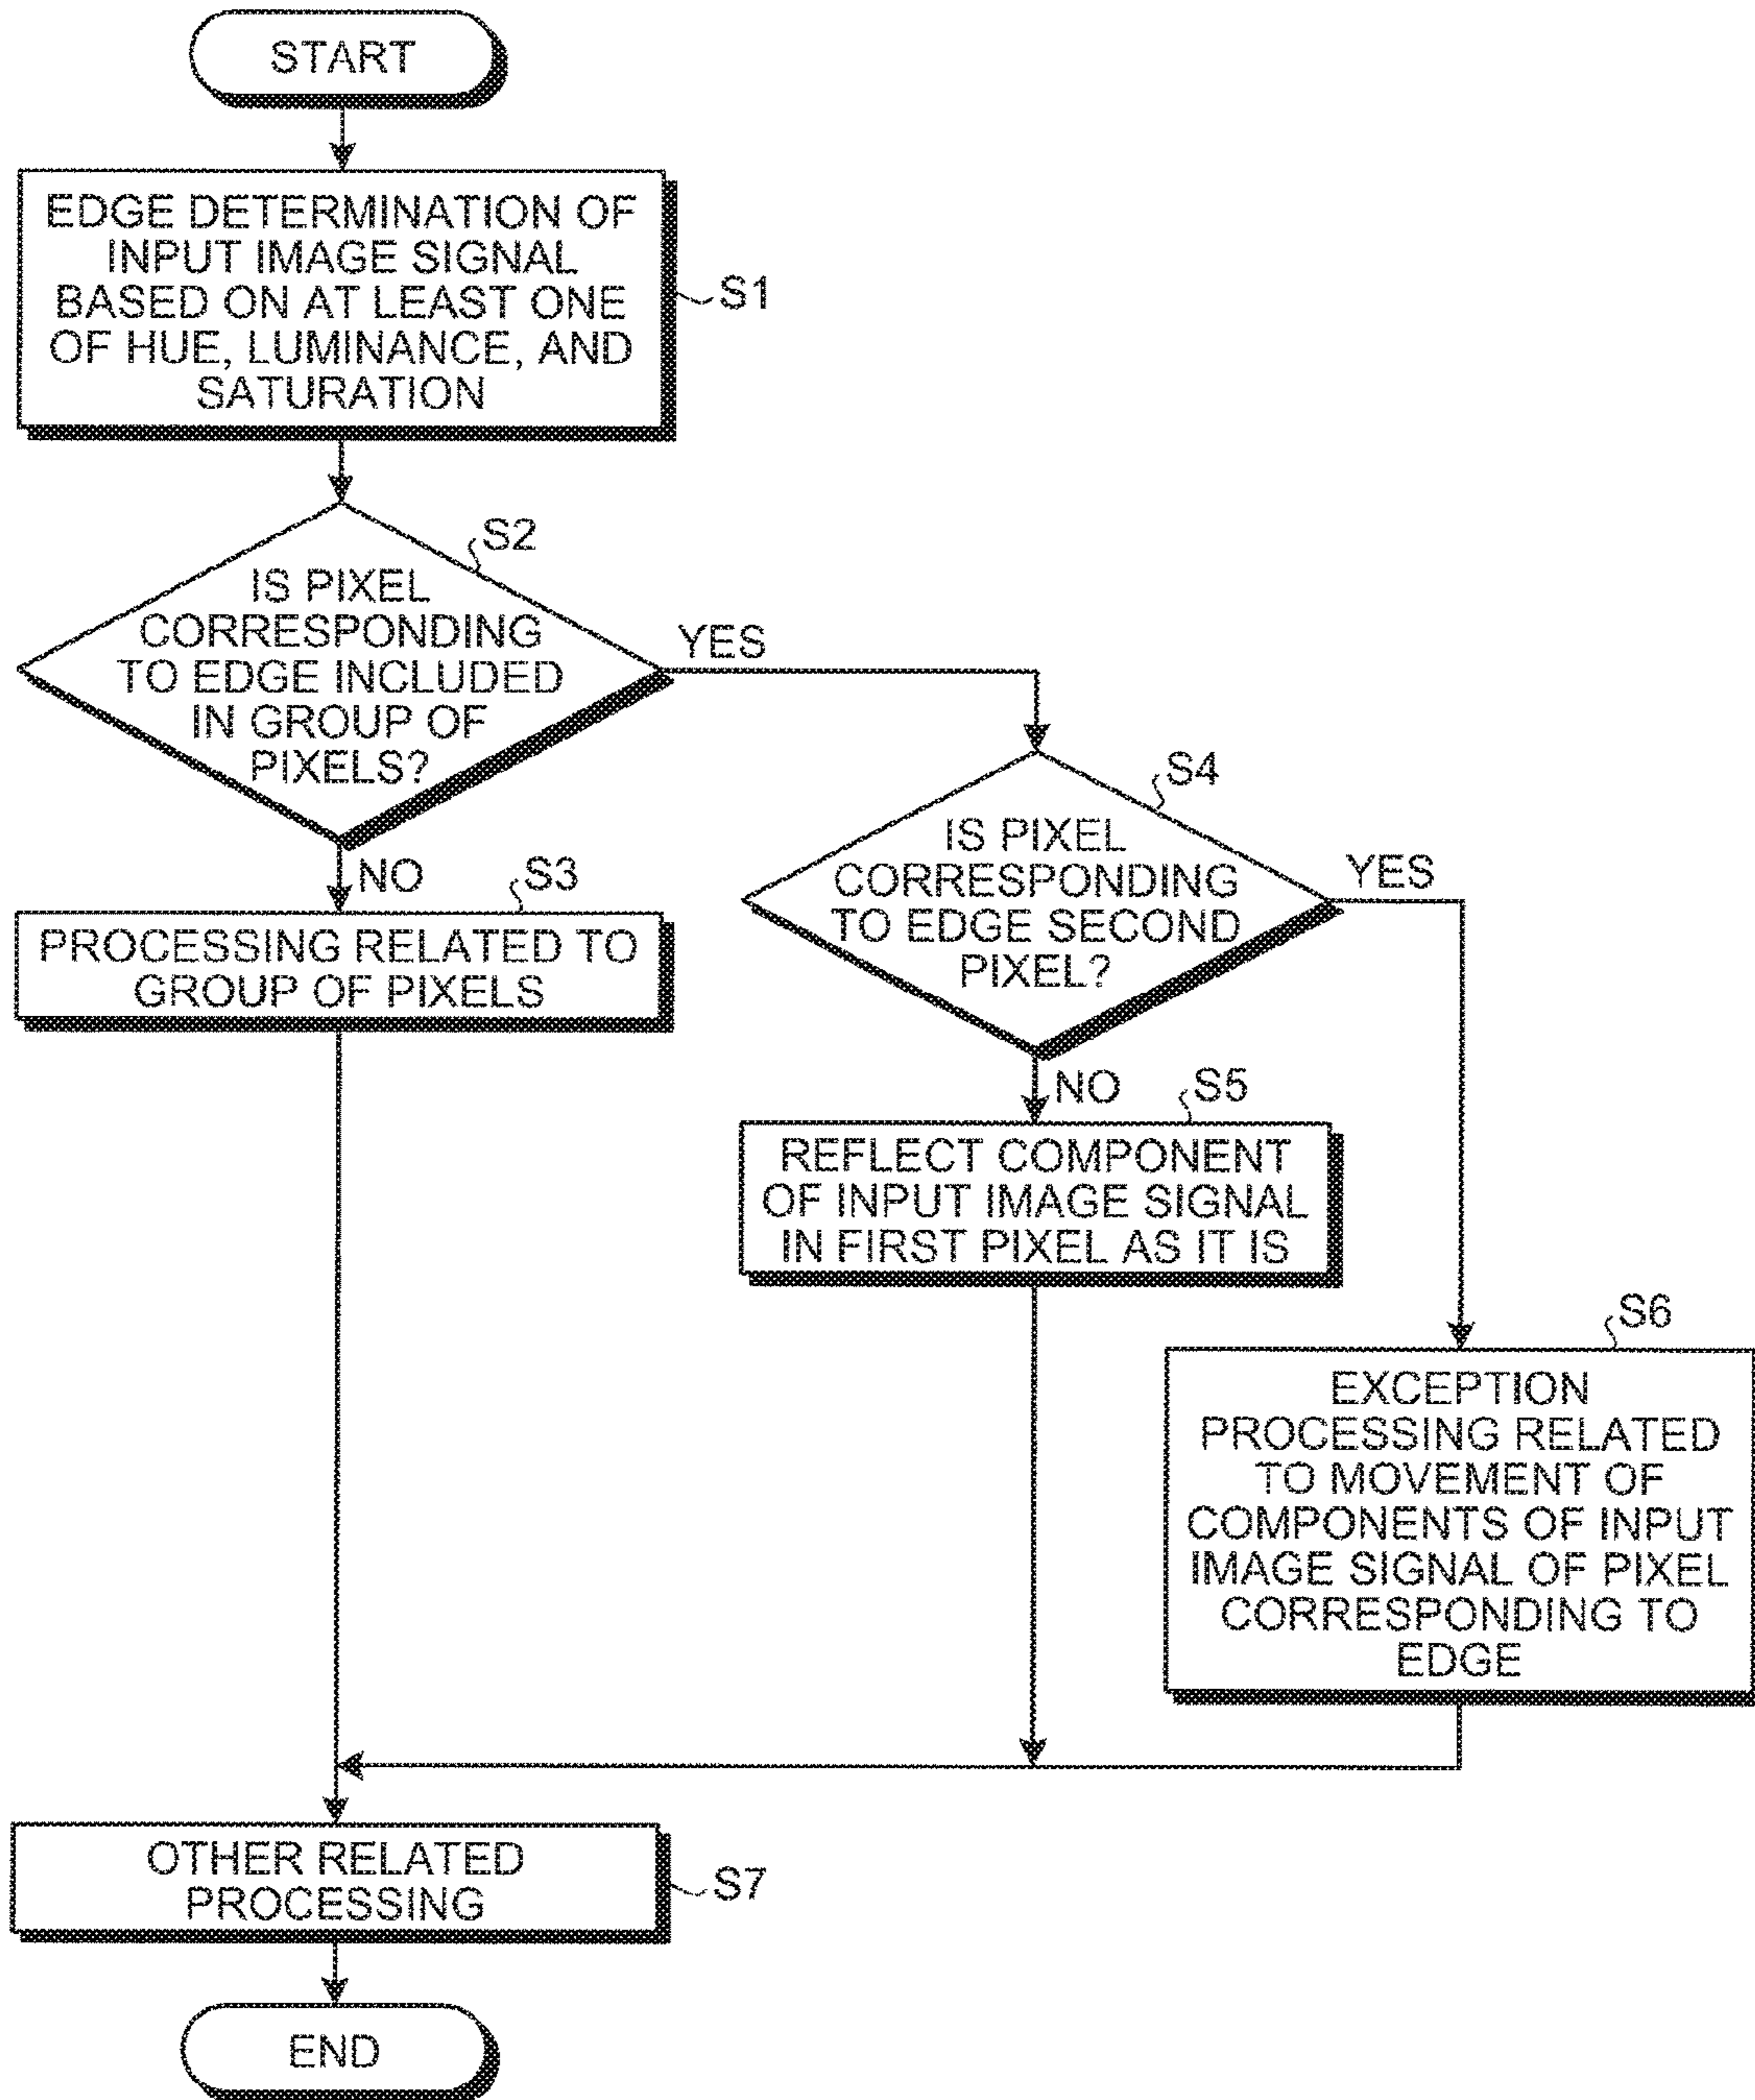 START
EDGE DETERMINATION OF
INPUT IMAGE SIGNAL
BASED ON AT LEAST ONE
OF HUE, LUMINANCE, AND
SATURATION
S1
S2
IS PIXEL
CORRESPONDING
TO EDGE INCLUDED
IN GROUP OF
PIXELS?
YES
NO
S3
PROCESSING RELATED TO
GROUP OF PIXELS
S4
IS PIXEL
CORRESPONDING
TO EDGE SECOND
PIXEL?
YES
NO
S5
REFLECT COMPONENT
OF INPUT IMAGE SIGNAL
IN FIRST PIXEL AS IT IS
S6
EXCEPTION
PROCESSING RELATED
TO MOVEMENT OF
COMPONENTS OF INPUT
IMAGE SIGNAL OF PIXEL
CORRESPONDING TO
EDGE
OTHER RELATED
PROCESSING
S7
END